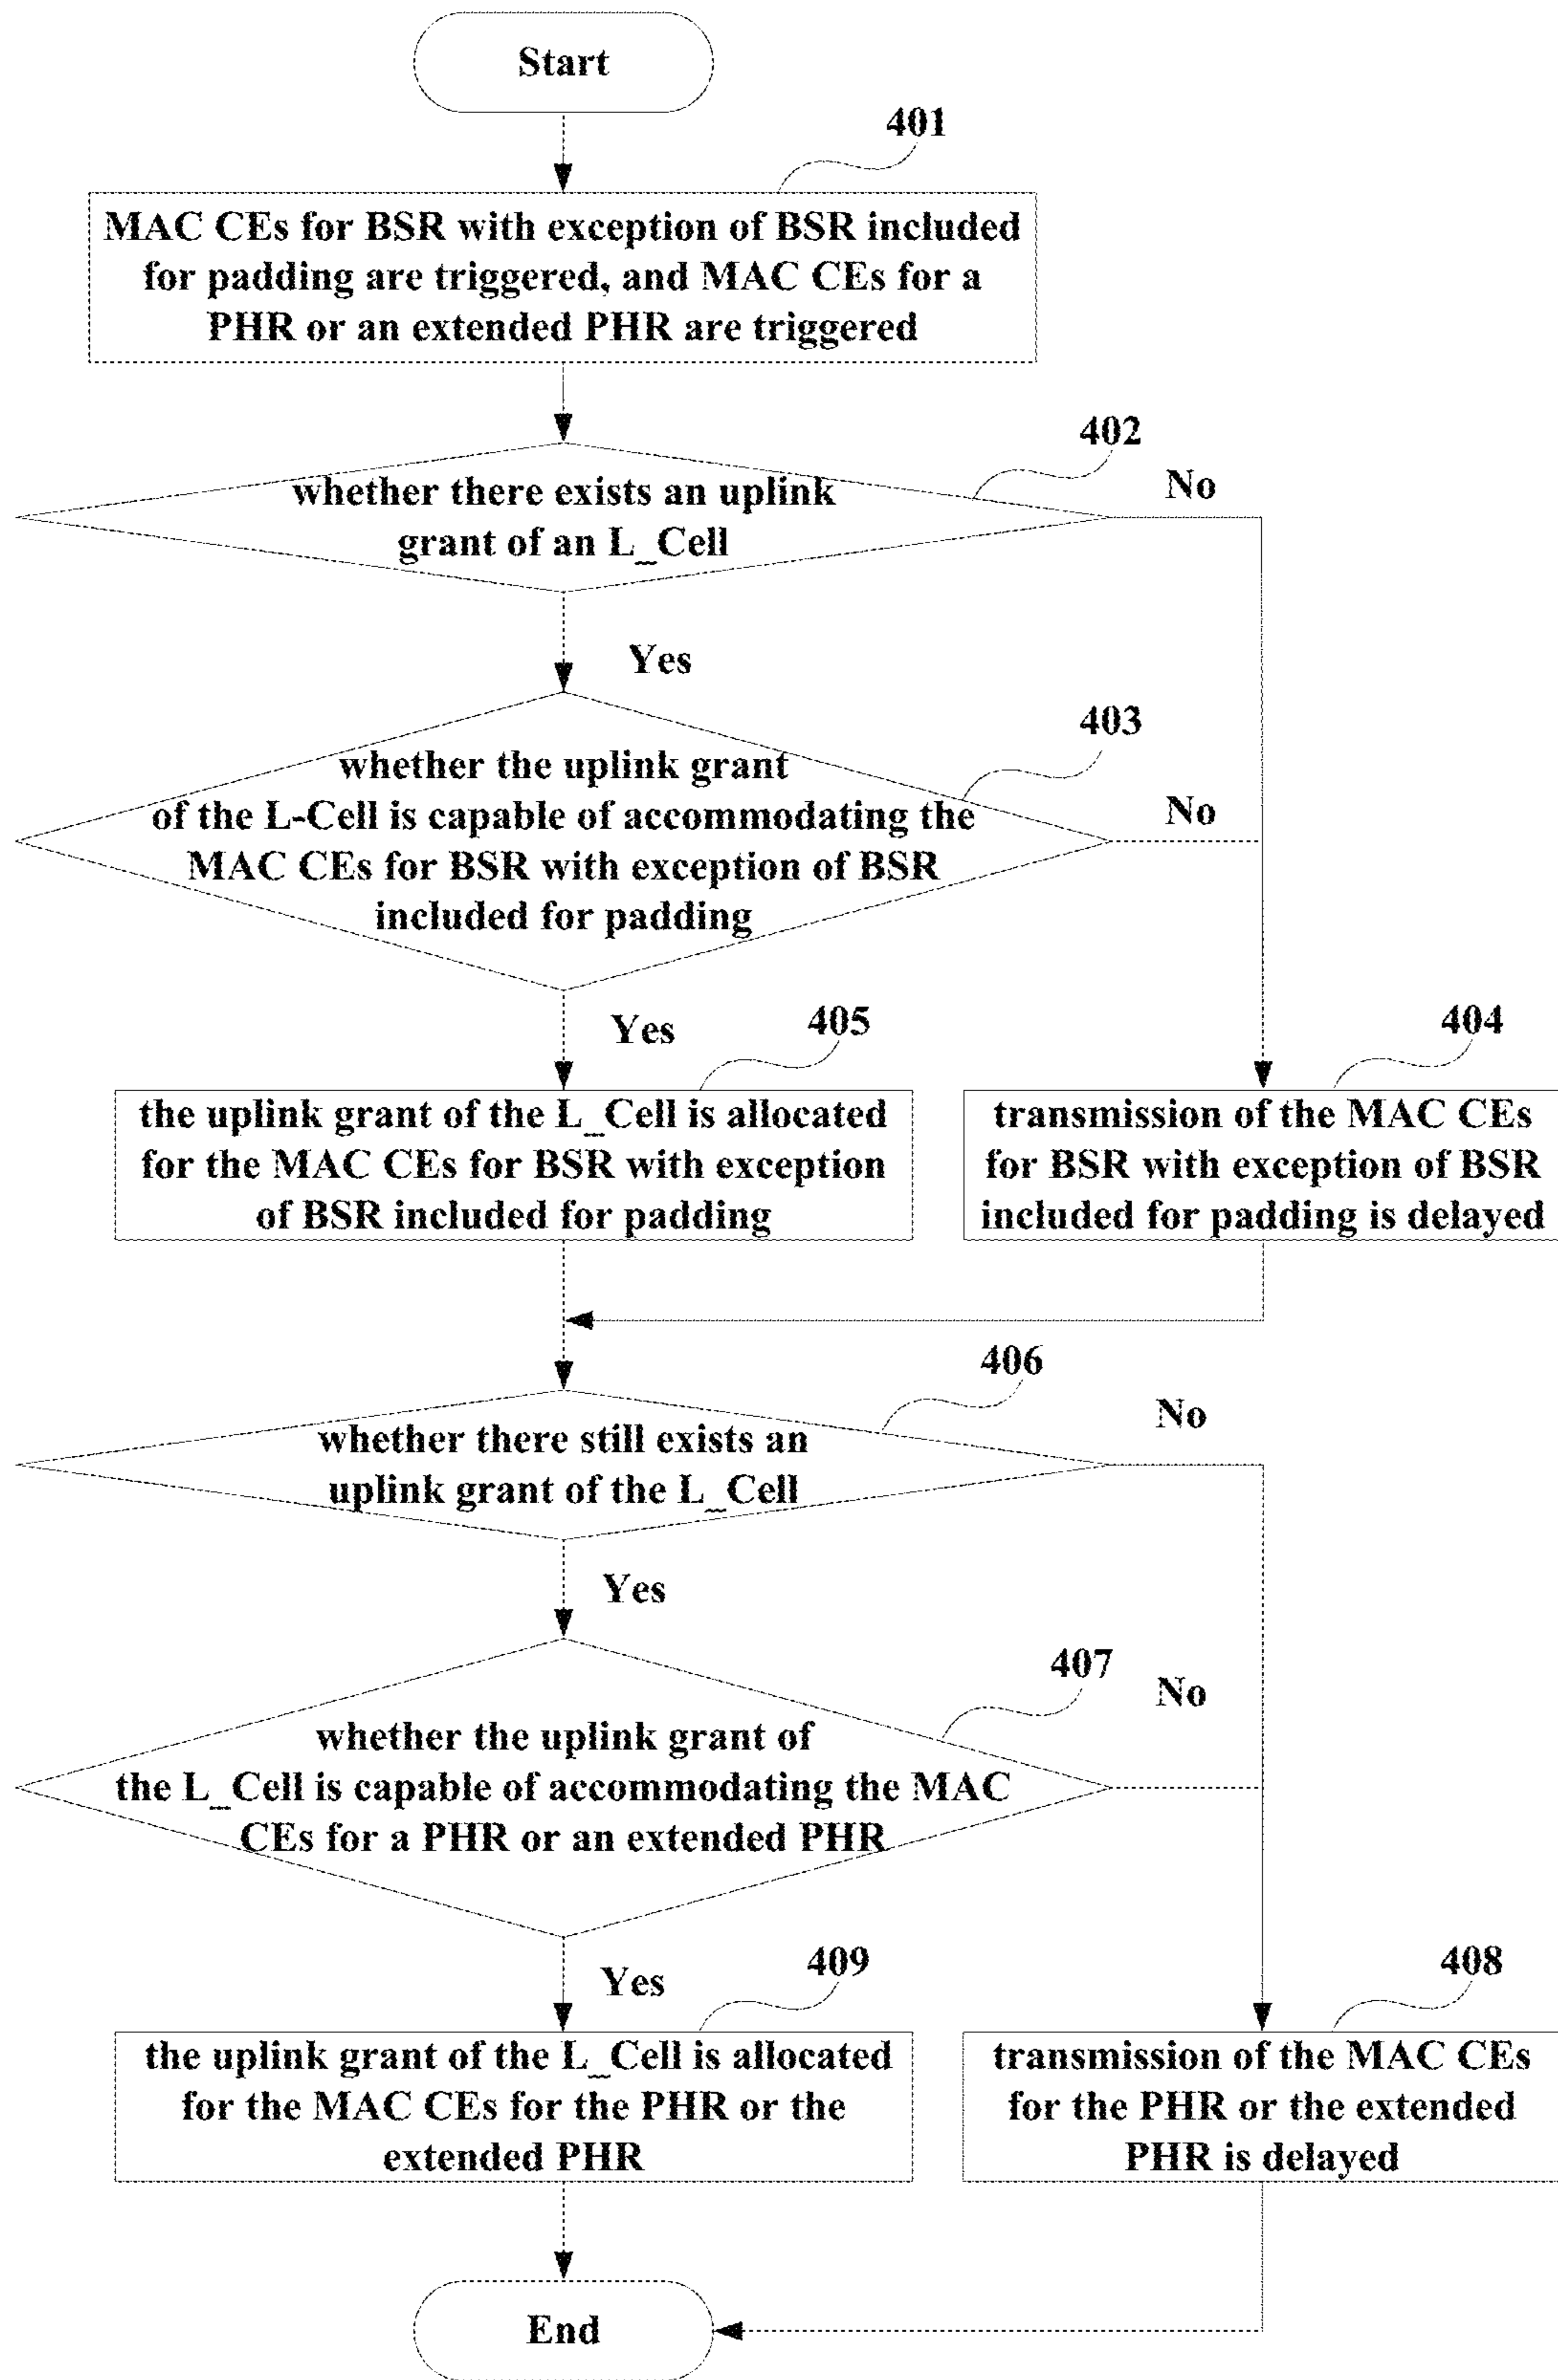 Start
401
MAC CEs for BSR with exception of BSR included
for padding are triggered, and MAC CEs for a
PHR or an extended PHR are triggered
402
No
whether there exists an uplink
grant of an L_Cell
Yes
403
No
whether the uplink grant
of the L-Cell is capable of accommodating the
MAC CEs for BSR with exception of BSR
included for padding
Yes
405
404
the uplink grant of the L_Cell is allocated
for the MAC CEs for BSR with exception
of BSR included for padding
transmission of the MAC CEs
for BSR with exception of BSR
included for padding is delayed
406
No
whether there still exists an
uplink grant of the L_Cell
Yes
407
No
whether the uplink grant of
the L_Cell is capable of accommodating the MAC
CEs for a PHR or an extended PHR
Yes
409
408
the uplink grant of the L_Cell is allocated
for the MAC CEs for the PHR or the
extended PHR
transmission of the MAC CEs
for the PHR or the extended
PHR is delayed
End